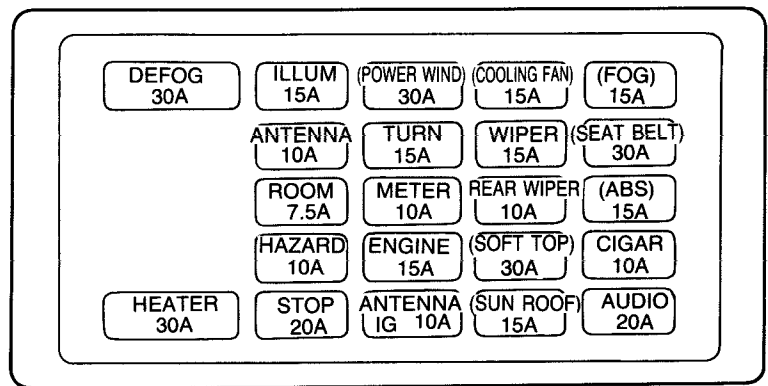 DEFOG ILLUM (POWER WIND) (COOLING FAN) (FOG)
30A 15A 30A 15A 15A
ANTENNA TURN WIPER (SEAT BELT)
10A 15A 15A 30A
ROOM METER REAR WIPER (ABS)
7.5A 10A 10A 15A
HAZARD ENGINE (SOFT TOP) CIGAR
10A 15A 30A 10A
HEATER STOP ANTENNA (SUN ROOF) AUDIO
30A 20A IG 10A 15A 20A